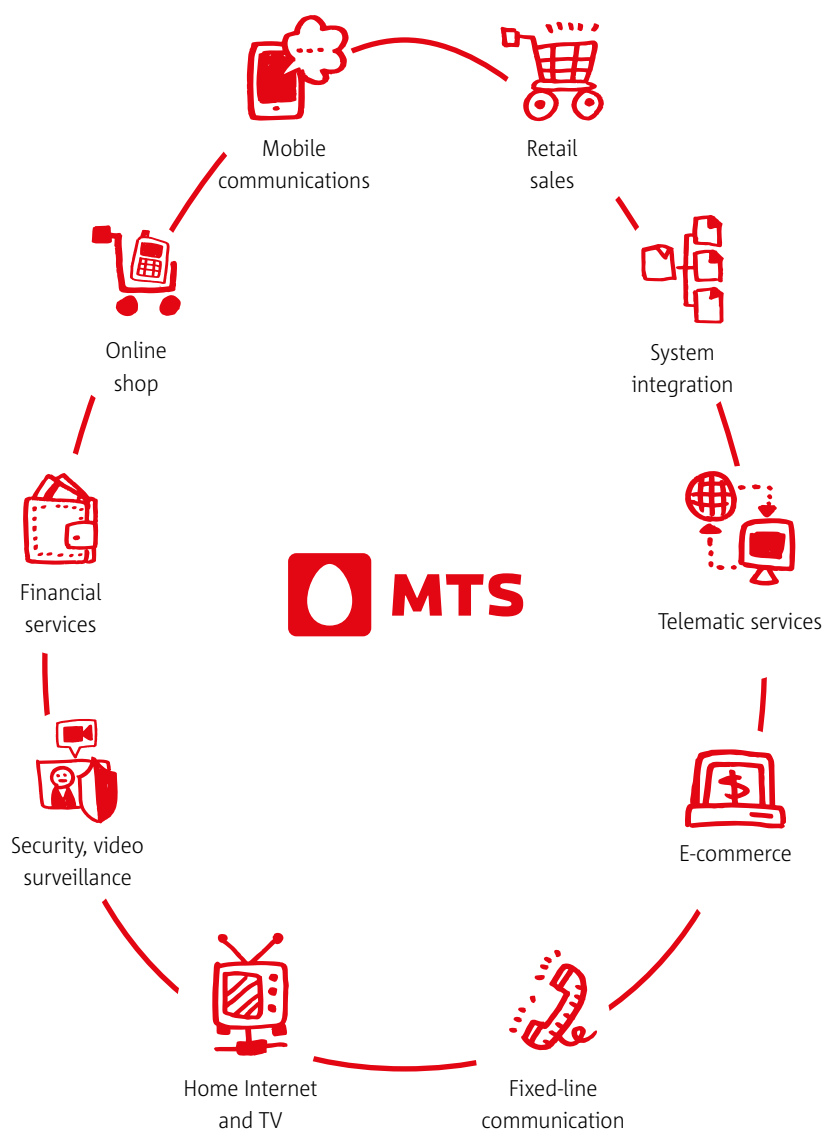 Mobile
communications
Retail
sales
Online
shop
System
integration
Financial
services
MTS
Telematic services
$
Security, video
surveillance
E-commerce
Home Internet
and TV
Fixed-line
communication